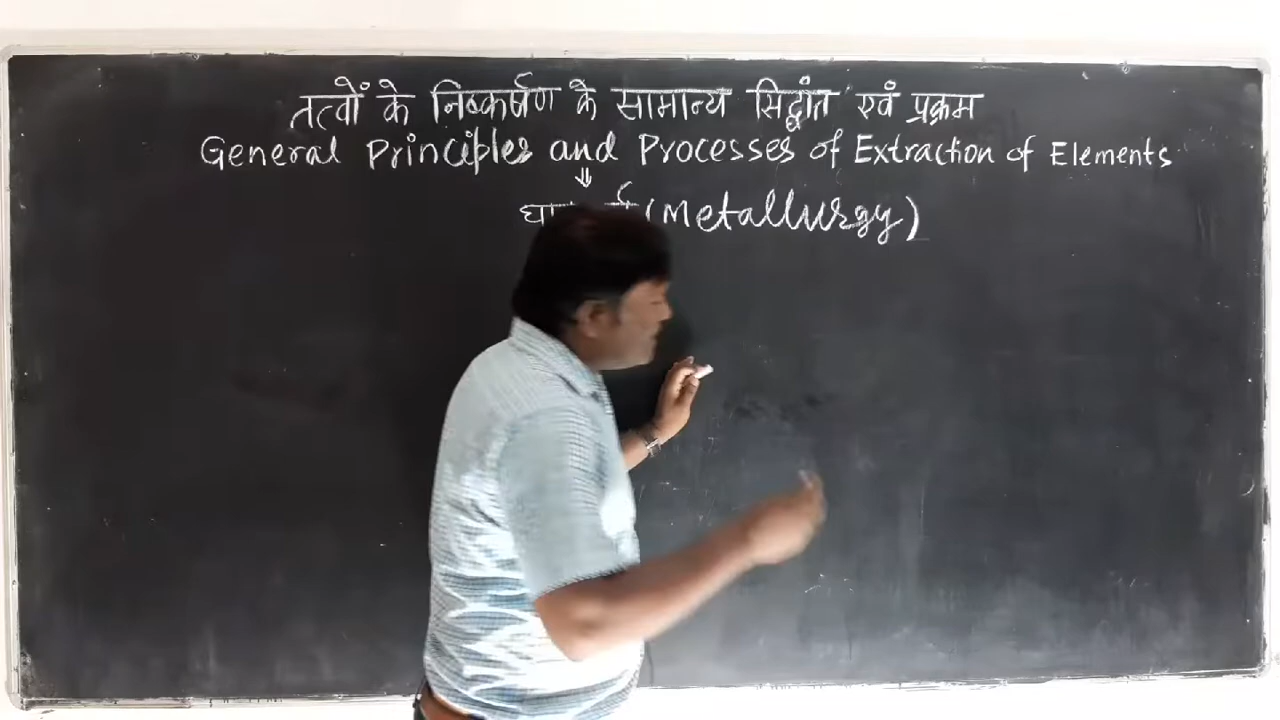 तत्वों के निष्कर्षण के सामान्य सिद्धांत एवं प्रक्रम
General Principles and Processes of Extraction of Elements
⇓
(Metallurgy)